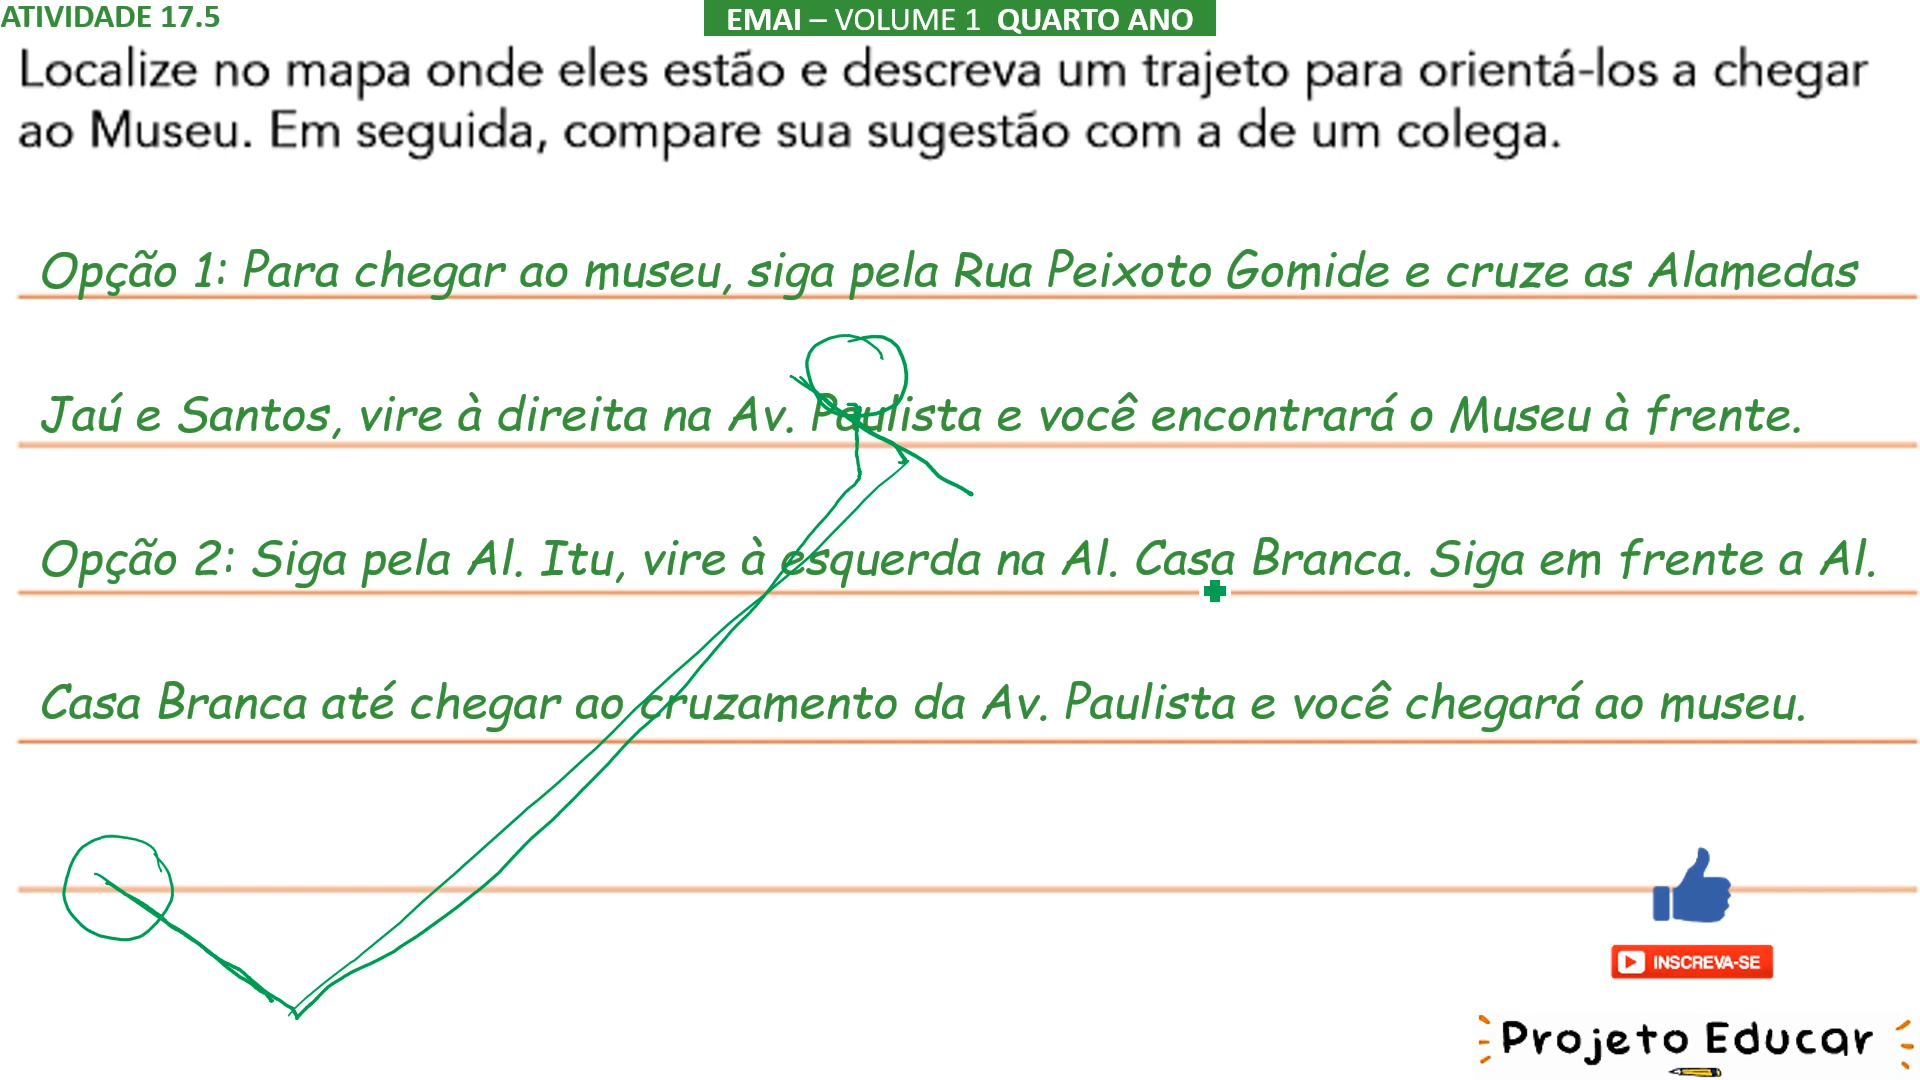 ATIVIDADE 17.5
EMAI – VOLUME 1 QUARTO ANO
Localize no mapa onde eles estão e descreva um trajeto para orientá-los a chegar
ao Museu. Em seguida, compare sua sugestão com a de um colega.
Opção 1: Para chegar ao museu, siga pela Rua Peixoto Gomide e cruze as Alamedas
Jaú e Santos, vire à direita na Av. Paulista e você encontrará o Museu à frente.
Opção 2: Siga pela Al. Itu, vire à esquerda na Al. Casa Branca. Siga em frente a Al.
Casa Branca até chegar ao cruzamento da Av. Paulista e você chegará ao museu.
INSCREVA-SE
Projeto Educar